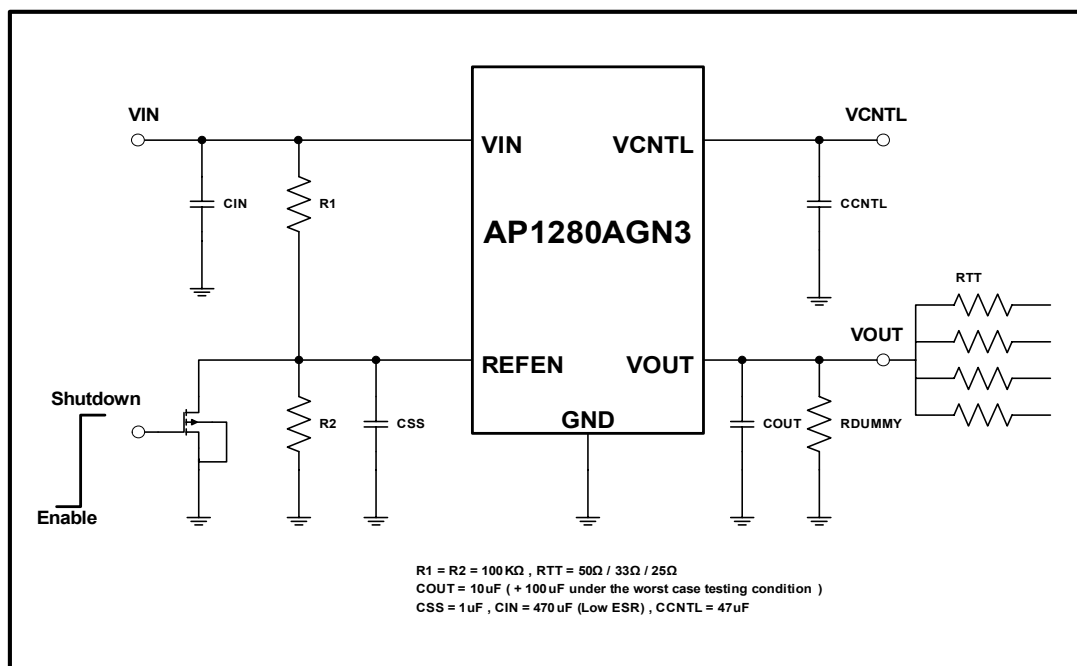 VIN
VCNTL
VIN
VCNTL
CIN
R1
CCNTL
AP1280AGN3
RTT
VOUT
REFEN
VOUT
Shutdown
R2
CSS
GND
COUT
RDUMMY
Enable
R1 = R2 = 100KΩ , RTT = 50Ω / 33Ω / 25Ω
COUT = 10uF ( + 100uF under the worst case testing condition )
CSS = 1uF , CIN = 470uF (Low ESR) , CCNTL = 47uF